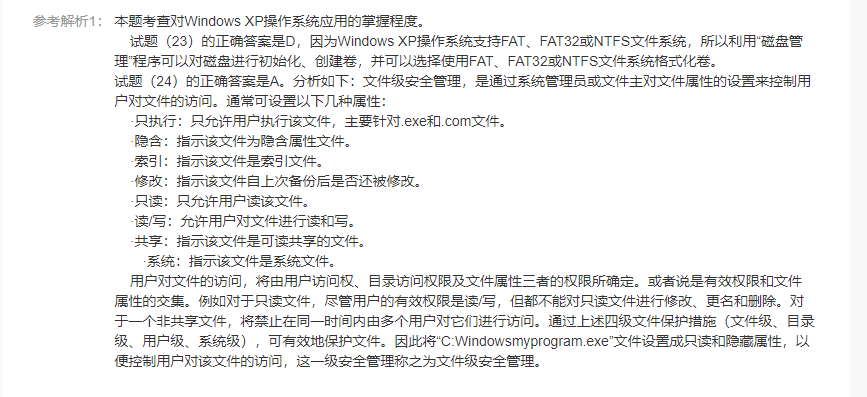 参考解析1： 本题考查对Windows XP操作系统应用的掌握程度。
试题（23）的正确答案是D，因为Windows XP操作系统支持FAT、FAT32或NTFS文件系统，所以利用“磁盘管
理”程序可以对磁盘进行初始化、创建卷，并可以选择使用FAT、FAT32或NTFS文件系统格式化卷。
试题（24）的正确答案是A。分析如下：文件级安全管理，是通过系统管理员或文件主对文件属性的设置来控制用
户对文件的访问。通常可设置以下几种属性：
·只执行：只允许用户执行该文件，主要针对.exe和.com文件。
·隐含：指示该文件为隐含属性文件。
·索引：指示该文件是索引文件。
·修改：指示该文件自上次备份后是否还被修改。
·只读：只允许用户读该文件。
·读/写：允许用户对文件进行读和写。
·共享：指示该文件是可读共享的文件。
·系统：指示该文件是系统文件。
用户对文件的访问，将由用户访问权、目录访问权限及文件属性三者的权限所确定。或者说是有效权限和文件
属性的交集。例如对于只读文件，尽管用户的有效权限是读/写，但都不能对只读文件进行修改、更名和删除。对
于一个非共享文件，将禁止在同一时间内由多个用户对它们进行访问。通过上述四级文件保护措施（文件级、目录
级、用户级、系统级），可有效地保护文件。因此将“C:Windowsmyprogram.exe”文件设置成只读和隐藏属性，以
便控制用户对该文件的访问，这一级安全管理称之为文件级安全管理。